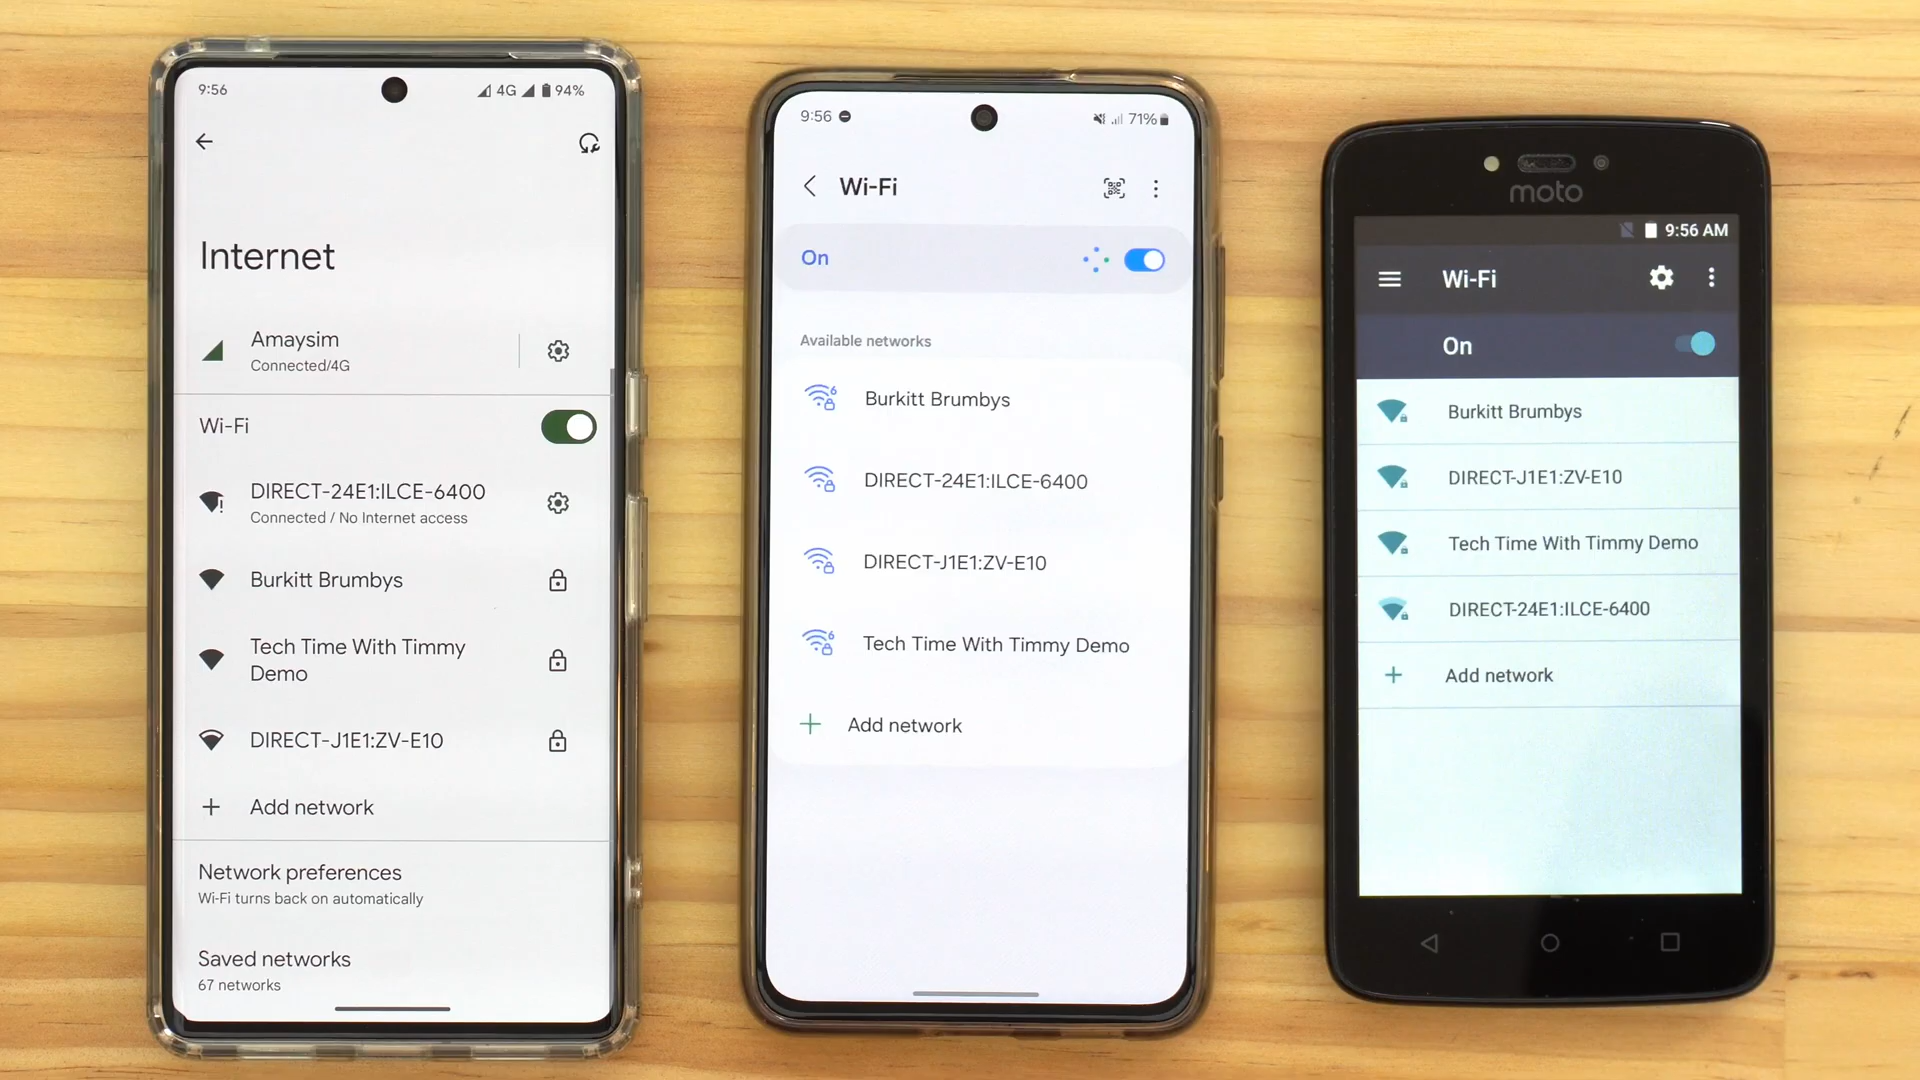 9:56
4G 94%
Internet
Amaysim
Connected/4G
Wi-Fi
DIRECT-24E1:ILCE-6400
Connected / No Internet access
Burkitt Brumbys
Tech Time With Timmy
Demo
DIRECT-J1E1:ZV-E10
Add network
Network preferences
Wi-Fi turns back on automatically
Saved networks
67 networks
9:56
71%
Wi-Fi
On
Available networks
6
Burkitt Brumbys
DIRECT-24E1:ILCE-6400
DIRECT-J1E1:ZV-E10
6
Tech Time With Timmy Demo
Add network
moto
9:56 AM
Wi-Fi
On
Burkitt Brumbys
DIRECT-J1E1:ZV-E10
Tech Time With Timmy Demo
DIRECT-24E1:ILCE-6400
Add network